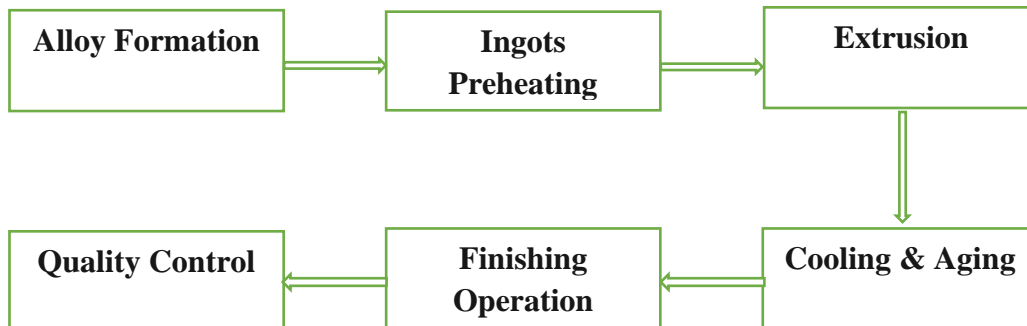 Alloy Formation
Ingots
Preheating
Extrusion
Cooling & Aging
Finishing
Operation
Quality Control